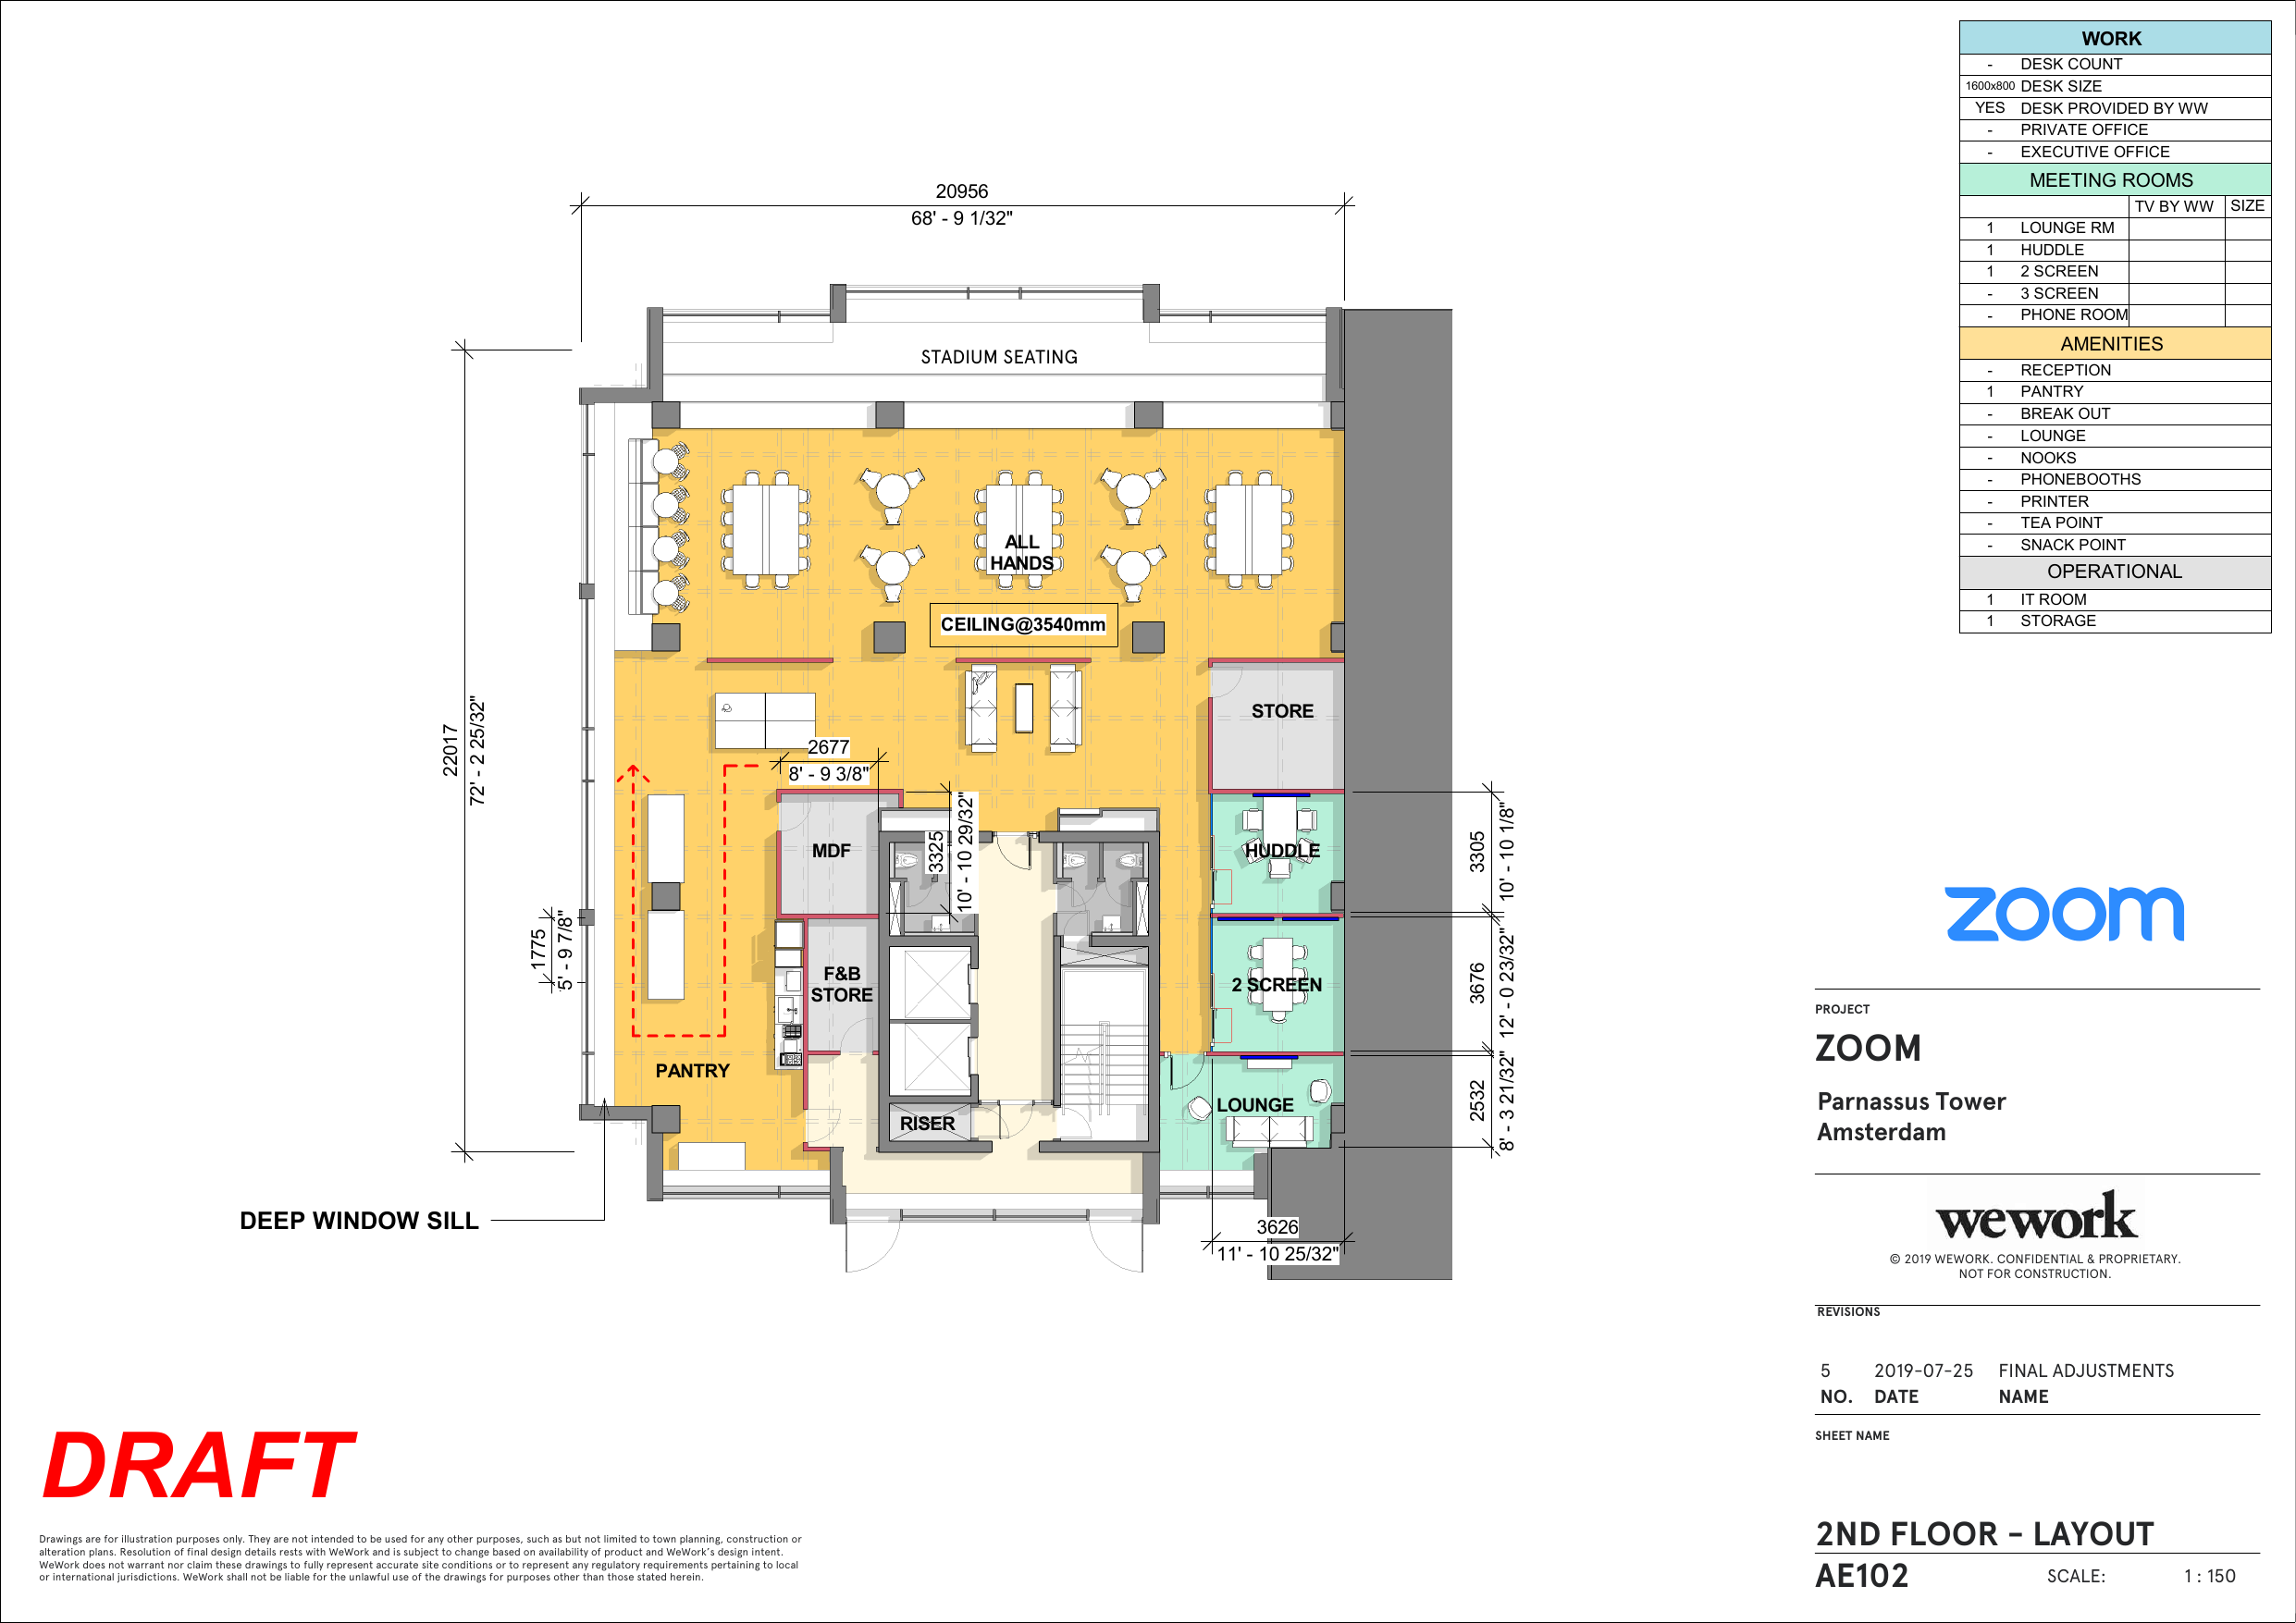 WORK
- DESK COUNT
1600x800 DESK SIZE
YES DESK PROVIDED BY WW
- PRIVATE OFFICE
- EXECUTIVE OFFICE
MEETING ROOMS
TV BY WW SIZE
1 LOUNGE RM
1 HUDDLE
1 2 SCREEN
- 3 SCREEN
- PHONE ROOM
AMENITIES
- RECEPTION
1 PANTRY
- BREAK OUT
- LOUNGE
- NOOKS
- PHONEBOOTHS
- PRINTER
- TEA POINT
- SNACK POINT
OPERATIONAL
1 IT ROOM
1 STORAGE
20956
68' - 9 1/32"
STADIUM SEATING
ALL
HANDS
CEILING@3540mm
22017
72' - 2 25/32"
STORE
2677
8' - 9 3/8"
MDF
3325
10' - 10 29/32"
HUDDLE
3305
10' - 10 1/8"
1775
5' - 9 7/8"
F&B
STORE
2 SCREEN
3676
12' - 0 23/32"
PANTRY
RISER
LOUNGE
2532
8' - 3 21/32"
DEEP WINDOW SILL
3626
11' - 10 25/32"
zoom
PROJECT
ZOOM
Parnassus Tower
Amsterdam
wework
© 2019 WEWORK. CONFIDENTIAL & PROPRIETARY.
NOT FOR CONSTRUCTION.
REVISIONS
5 2019-07-25 FINAL ADJUSTMENTS
NO. DATE NAME
SHEET NAME
2ND FLOOR - LAYOUT
AE102 SCALE: 1 : 150
DRAFT
Drawings are for illustration purposes only. They are not intended to be used for any other purposes, such as but not limited to town planning, construction or
alteration plans. Resolution of final design details rests with WeWork and is subject to change based on availability of product and WeWork's design intent.
WeWork does not warrant nor claim these drawings to fully represent accurate site conditions or to represent any regulatory requirements pertaining to local
or international jurisdictions. WeWork shall not be liable for the unlawful use of the drawings for purposes other than those stated herein.